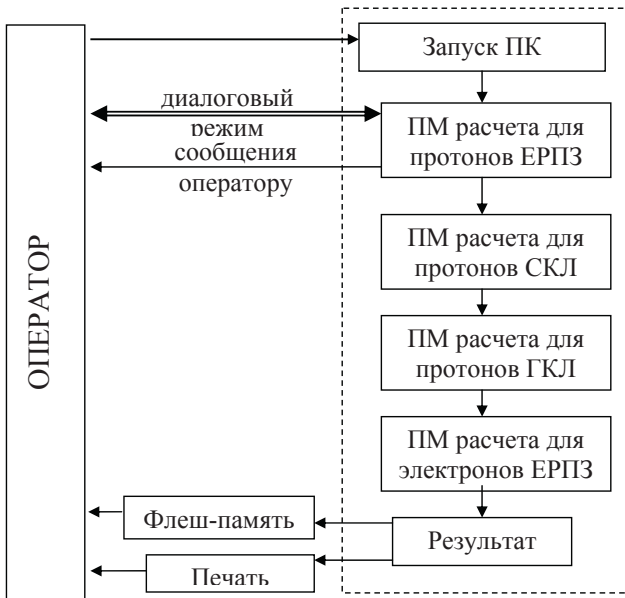 ОПЕРАТОР
Запуск ПК
диалоговый
режим
ПМ расчета для
протонов ЕРПЗ
сообщения
оператору
ПМ расчета для
протонов СКЛ
ПМ расчета для
протонов ГКЛ
ПМ расчета для
электронов ЕРПЗ
Флеш-память
Результат
Печать